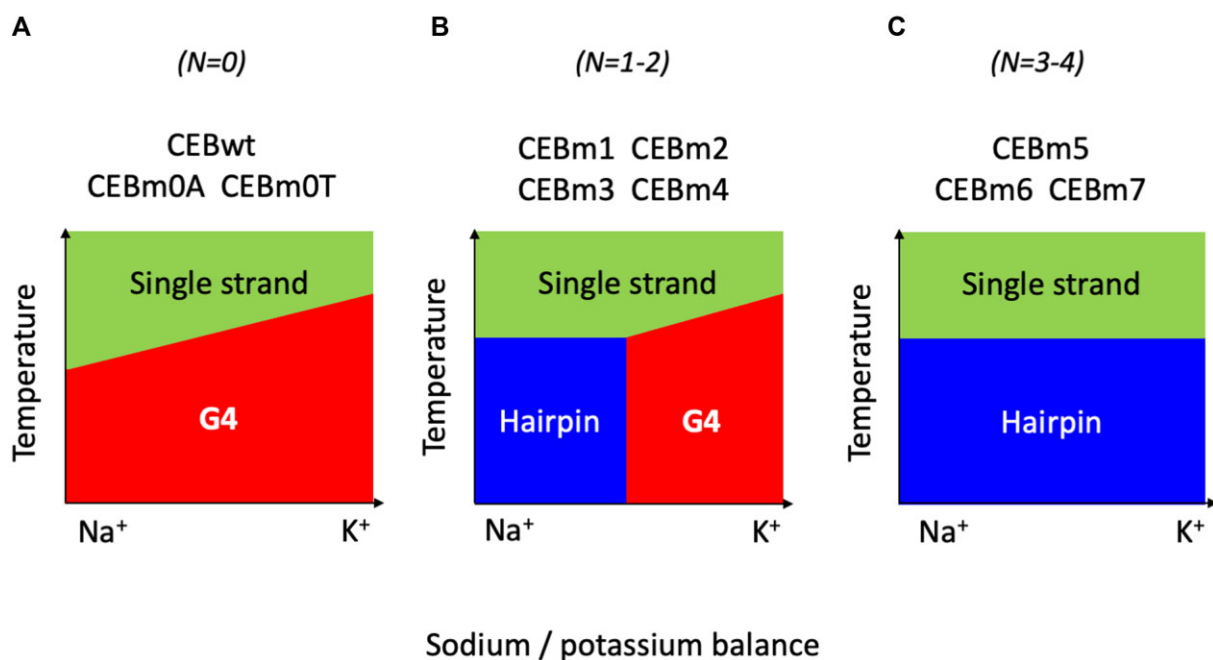 A
(N=0)
CEBwt
CEBm0A CEBm0T
Temperature
Single strand
G4
Na⁺
K⁺
B
(N=1-2)
CEBm1 CEBm2
CEBm3 CEBm4
Temperature
Single strand
Hairpin
G4
Na⁺
K⁺
C
(N=3-4)
CEBm5
CEBm6 CEBm7
Temperature
Single strand
Hairpin
Na⁺
K⁺
Sodium / potassium balance